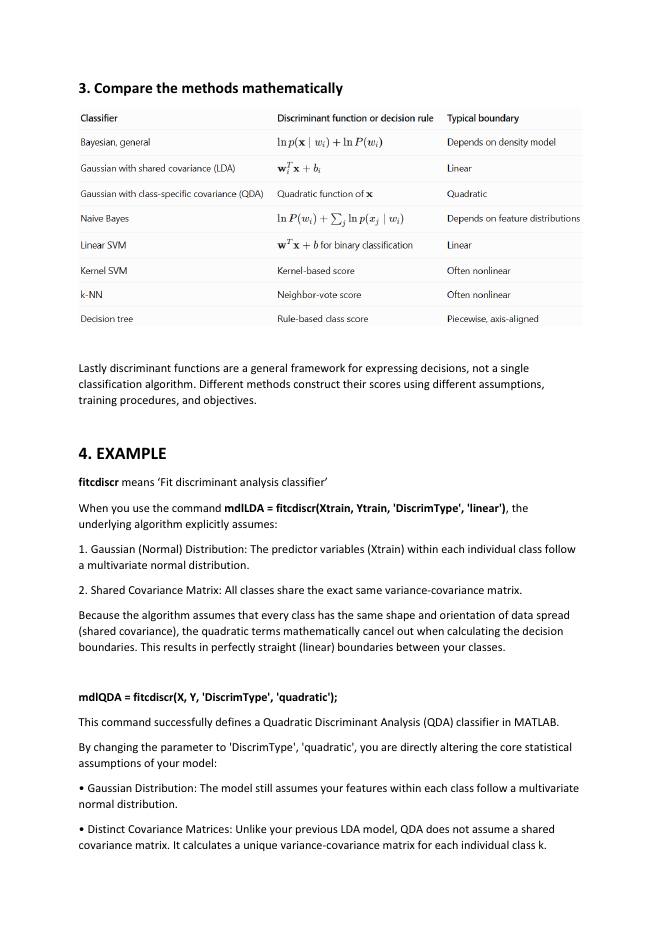 3. Compare the methods mathematically
Classifier Discriminant function or decision rule Typical boundary
Bayesian, general ln p(x | w_i) + ln P(w_i) Depends on density model
Gaussian with shared covariance (LDA) w_i^T x + b_i Linear
Gaussian with class-specific covariance (QDA) Quadratic function of x Quadratic
Naive Bayes ln P(w_i) + ∑_j ln p(x_j | w_i) Depends on feature distributions
Linear SVM w^T x + b for binary classification Linear
Kernel SVM Kernel-based score Often nonlinear
k-NN Neighbor-vote score Often nonlinear
Decision tree Rule-based class score Piecewise, axis-aligned
Lastly discriminant functions are a general framework for expressing decisions, not a single
classification algorithm. Different methods construct their scores using different assumptions,
training procedures, and objectives.
4. EXAMPLE
fitcdiscr means ‘Fit discriminant analysis classifier’
When you use the command mdlLDA = fitcdiscr(Xtrain, Ytrain, 'DiscrimType', 'linear'), the
underlying algorithm explicitly assumes:
1. Gaussian (Normal) Distribution: The predictor variables (Xtrain) within each individual class follow
a multivariate normal distribution.
2. Shared Covariance Matrix: All classes share the exact same variance-covariance matrix.
Because the algorithm assumes that every class has the same shape and orientation of data spread
(shared covariance), the quadratic terms mathematically cancel out when calculating the decision
boundaries. This results in perfectly straight (linear) boundaries between your classes.
mdlQDA = fitcdiscr(X, Y, 'DiscrimType', 'quadratic');
This command successfully defines a Quadratic Discriminant Analysis (QDA) classifier in MATLAB.
By changing the parameter to 'DiscrimType', 'quadratic', you are directly altering the core statistical
assumptions of your model:
• Gaussian Distribution: The model still assumes your features within each class follow a multivariate
normal distribution.
• Distinct Covariance Matrices: Unlike your previous LDA model, QDA does not assume a shared
covariance matrix. It calculates a unique variance-covariance matrix for each individual class k.